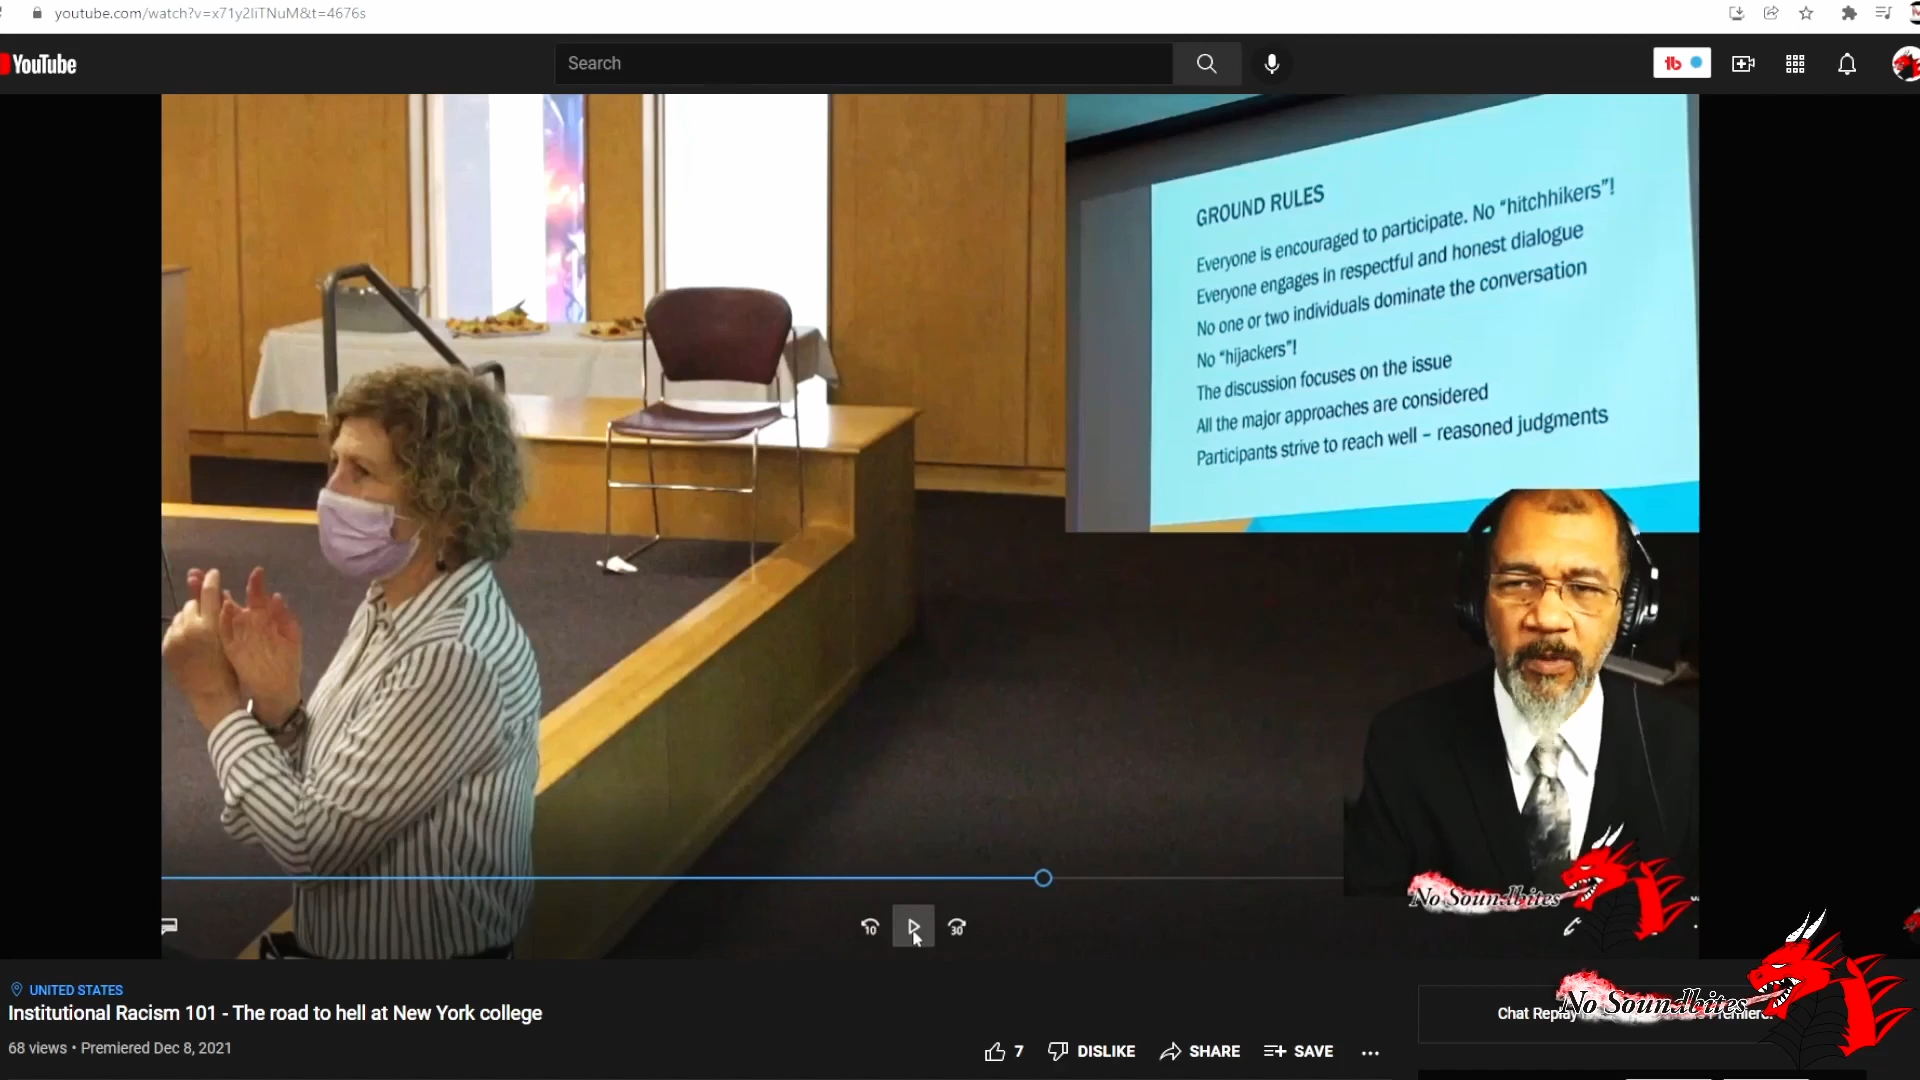 youtube.com/watch?v=x71y2liTNuM&t=4676s
YouTube
Search
GROUND RULES
Everyone is encouraged to participate. No "hitchhikers"!
Everyone engages in respectful and honest dialogue
No one or two individuals dominate the conversation
No "hijackers"!
The discussion focuses on the issue
All the major approaches are considered
Participants strive to reach well – reasoned judgments
No Soundbites
10
30
UNITED STATES
Institutional Racism 101 - The road to hell at New York college
68 views • Premiered Dec 8, 2021
7
DISLIKE
SHARE
SAVE
Chat Replay
No Soundbites